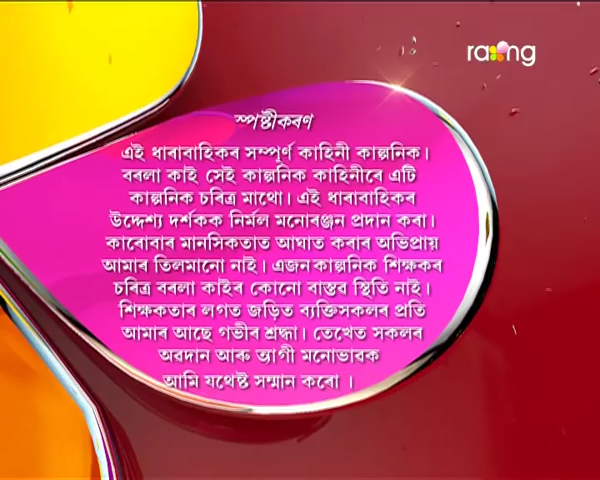 rang
স্পষ্টীকৰণ
এই ধাৰাবাহিকৰ সম্পূৰ্ণ কাহিনী কাল্পনিক।
বৰলা কাই সেই কাল্পনিক কাহিনীৰে এটি
কাল্পনিক চৰিত্ৰ মাথো। এই ধাৰাবাহিকৰ
উদ্দেশ্য দৰ্শকক নিৰ্মল মনোৰঞ্জন প্ৰদান কৰা।
কাৰোবাৰ মানসিকতাত আঘাত কৰাৰ অভিপ্ৰায়
আমাৰ তিলমানো নাই। এজন কাল্পনিক শিক্ষকৰ
চৰিত্ৰ বৰলা কাইৰ কোনো বাস্তৱ স্থিতি নাই।
শিক্ষকতাৰ লগত জড়িত ব্যক্তিসকলৰ প্ৰতি
আমাৰ আছে গভীৰ শ্ৰদ্ধা। তেখেত সকলৰ
অৱদান আৰু ত্যাগী মনোভাৱক
আমি যথেষ্ট সন্মান কৰো ।